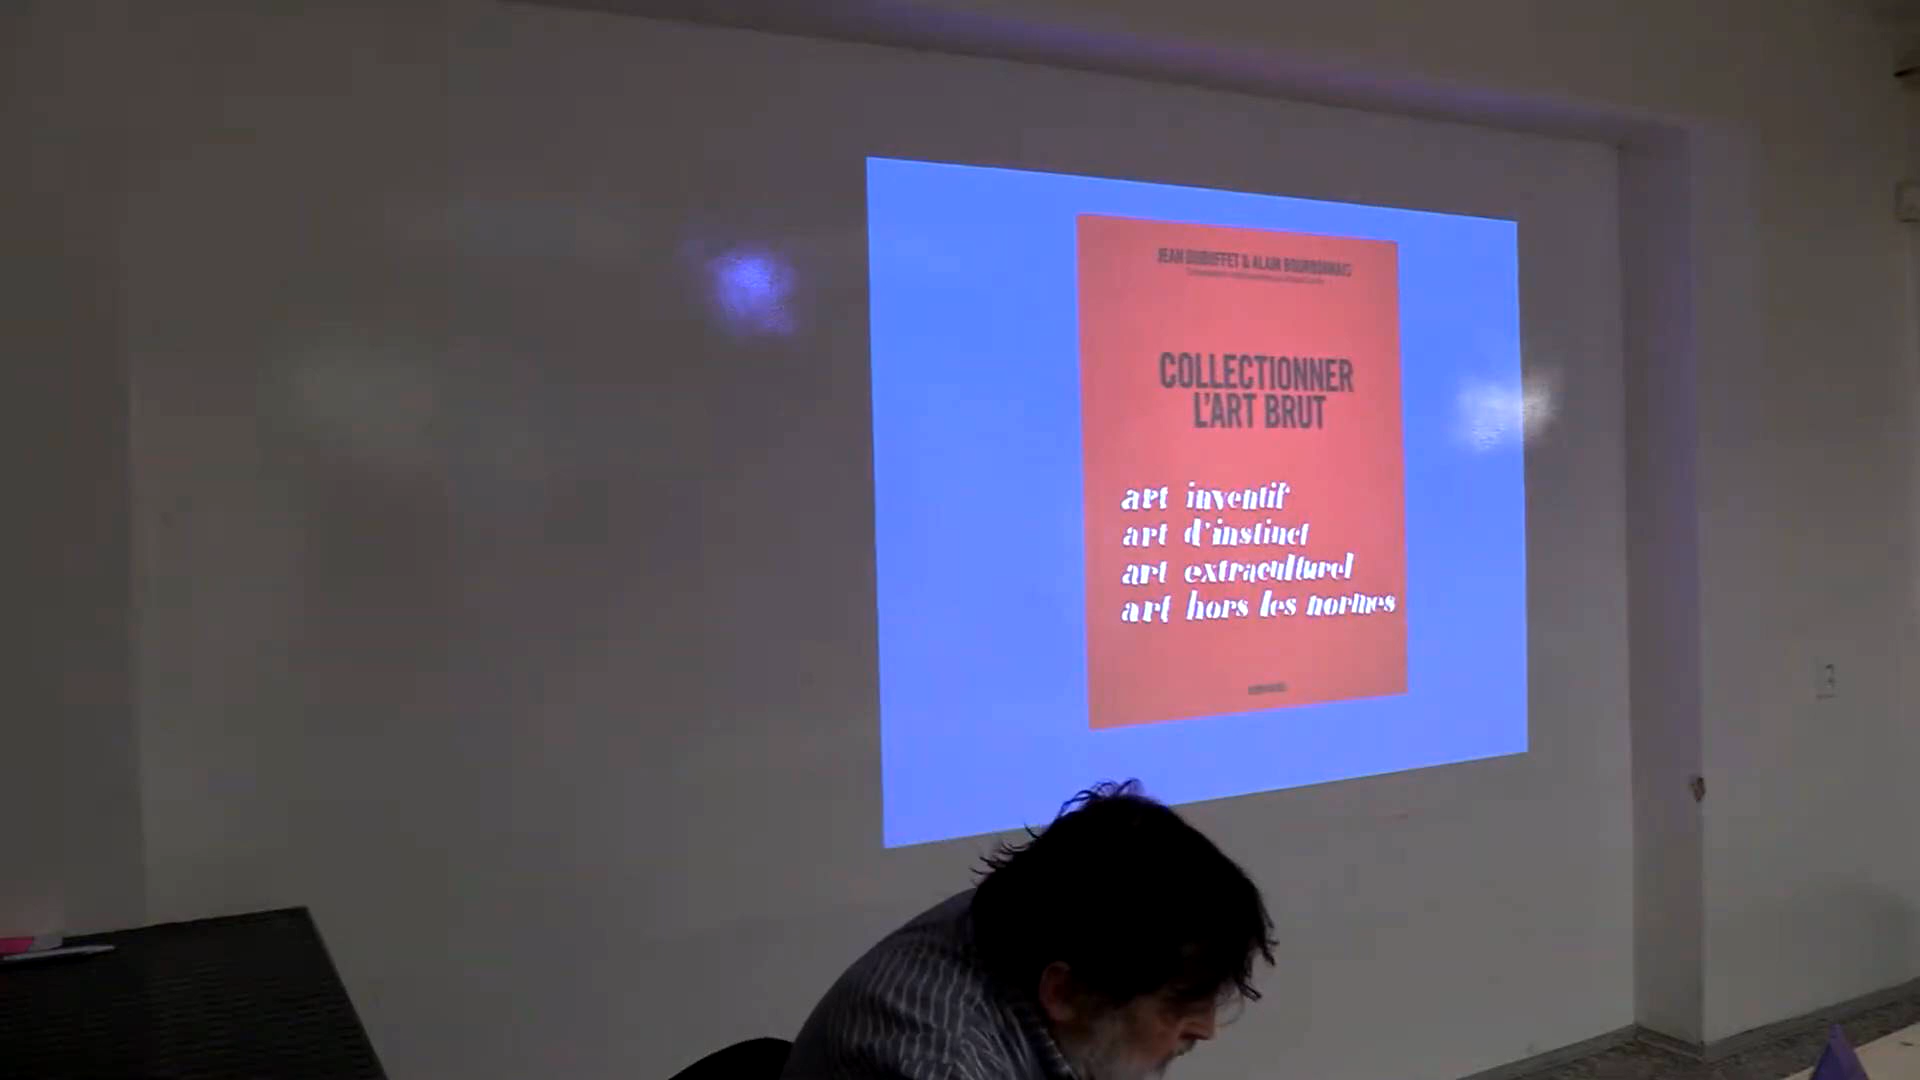 JEAN DUBUFFET & ALAIN BOURBONNAIS
COLLECTIONNER
L'ART BRUT
art inventif
art d'instinct
art extraculturel
art hors les normes